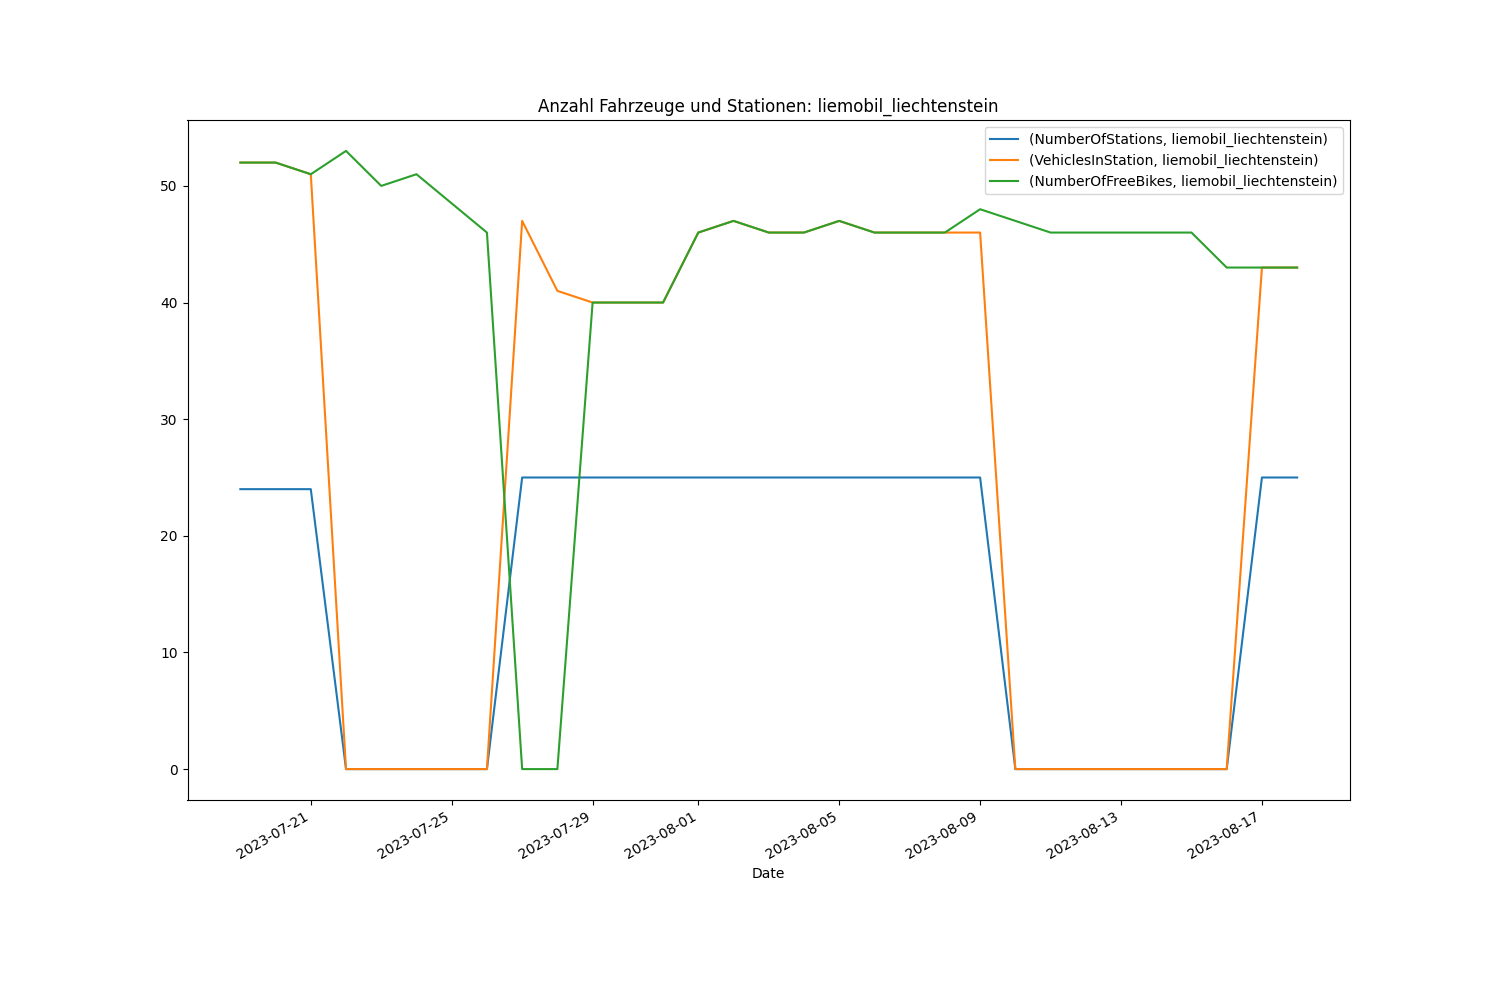 Anzahl Fahrzeuge und Stationen: liemobil_liechtenstein
(NumberOfStations, liemobil_liechtenstein)
(VehiclesInStation, liemobil_liechtenstein)
(NumberOfFreeBikes, liemobil_liechtenstein)
50
40
30
20
10
0
2023-07-21
2023-07-25
2023-07-29
2023-08-01
2023-08-05
2023-08-09
2023-08-13
2023-08-17
Date